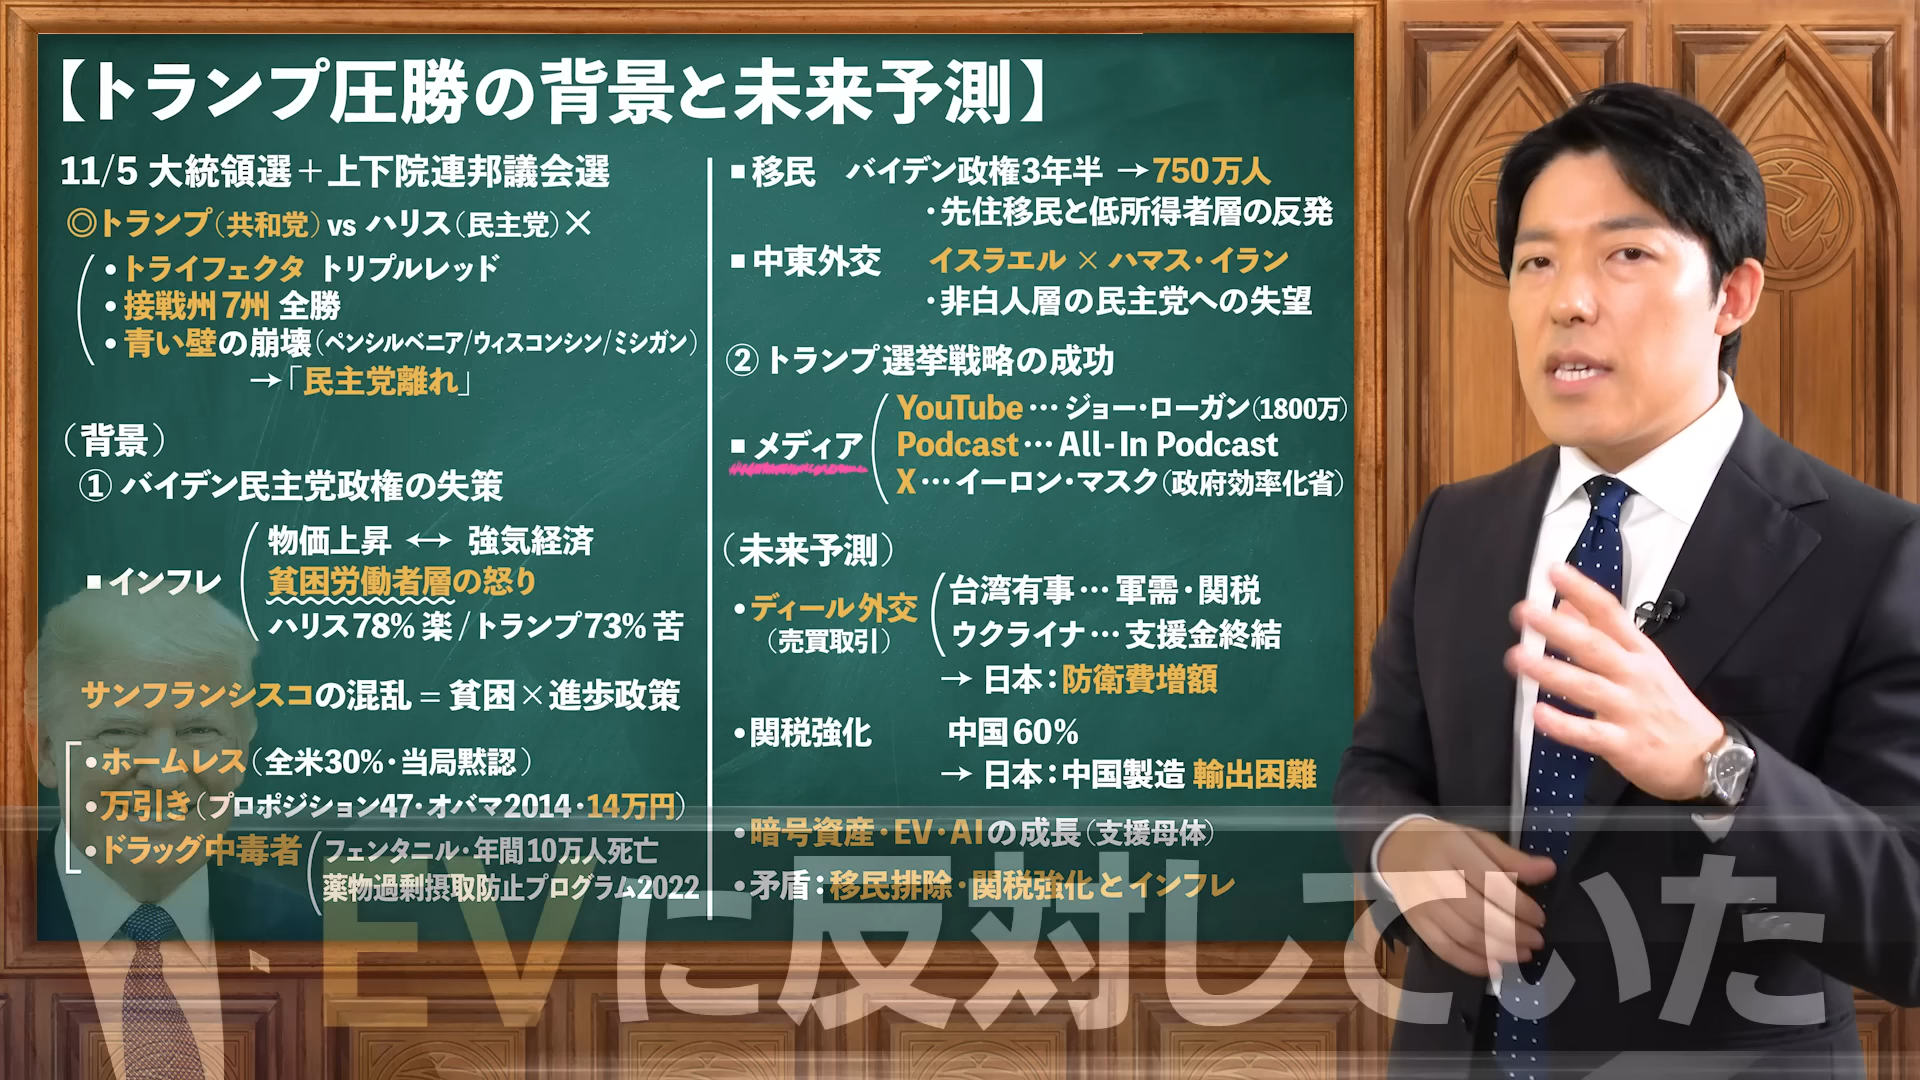 【トランプ圧勝の背景と未来予測】
11/5 大統領選＋上下院連邦議会選
◎トランプ（共和党）vs ハリス（民主党）×
・トライフェクタ トリプルレッド
・接戦州7州 全勝
・青い壁の崩壊（ペンシルベニア/ウィスコンシン/ミシガン）
→「民主党離れ」
（背景）
① バイデン民主党政権の失策
■インフレ
物価上昇 ↔ 強気経済
貧困労働者層の怒り
ハリス78% 楽 / トランプ73% 苦
サンフランシスコの混乱＝貧困×進歩政策
・ホームレス（全米30%・当局黙認）
・万引き（プロポジション47・オバマ2014・14万円）
・ドラッグ中毒者
フェンタニル・年間10万人死亡
薬物過剰摂取防止プログラム2022
■移民 バイデン政権3年半 →750万人
・先住移民と低所得者層の反発
■中東外交 イスラエル × ハマス・イラン
・非白人層の民主党への失望
② トランプ選挙戦略の成功
■メディア
YouTube…ジョー・ローガン（1800万）
Podcast…All-In Podcast
X…イーロン・マスク（政府効率化省）
（未来予測）
・ディール外交
（売買取引）
台湾有事…軍需・関税
ウクライナ…支援金終結
→ 日本：防衛費増額
・関税強化 中国60%
→ 日本：中国製造 輸出困難
・暗号資産・EV・AIの成長（支援母体）
・矛盾：移民排除・関税強化とインフレ
EVに反対していた